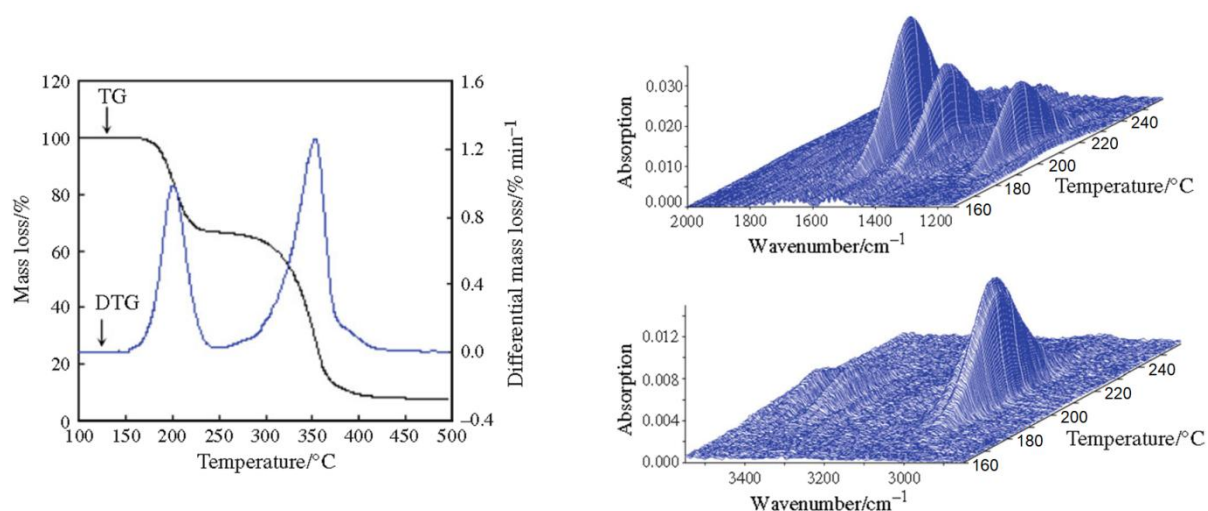 120
100
80
60
40
20
0
Mass loss/%
TG
DTG
1.6
1.2
0.8
0.4
0.0
–0.4
Differential mass loss/% min⁻¹
100 150 200 250 300 350 400 450 500
Temperature/°C
0.030
0.020
0.010
0.000
Absorption
2000 1800 1600 1400 1200
Wavenumber/cm⁻¹
160 180 200 220 240
Temperature/°C
0.012
0.008
0.004
0.000
Absorption
3400 3200 3000
Wavenumber/cm⁻¹
160 180 200 220 240
Temperature/°C